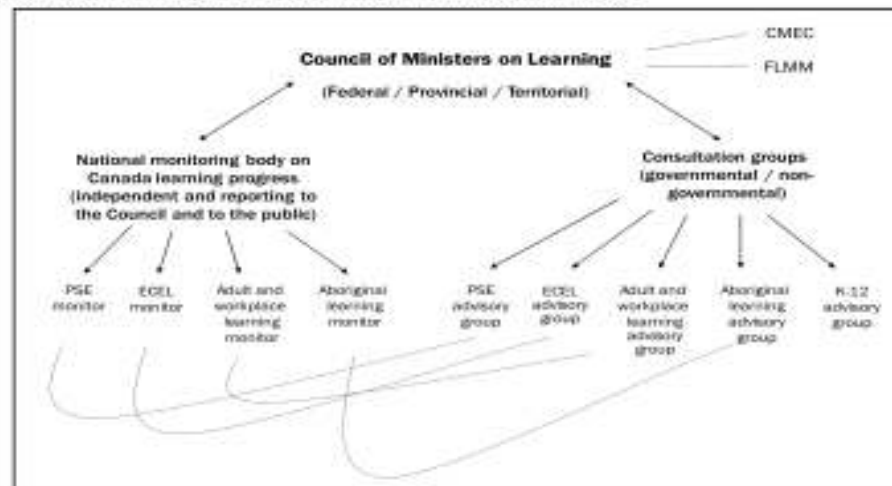 CMEC
Council of Ministers on Learning
FLMM
(Federal / Provincial / Territorial)
National monitoring body on
Canada learning progress
(independent and reporting to
the Council and to the public)
Consultation groups
(governmental / non-
governmental)
PSE
monitor
ECEL
monitor
Adult and
workplace
learning
monitor
Aboriginal
learning
monitor
PSE
advisory
group
ECEL
advisory
group
Adult and
workplace
learning
advisory
group
Aboriginal
learning
advisory
group
K-12
advisory
group